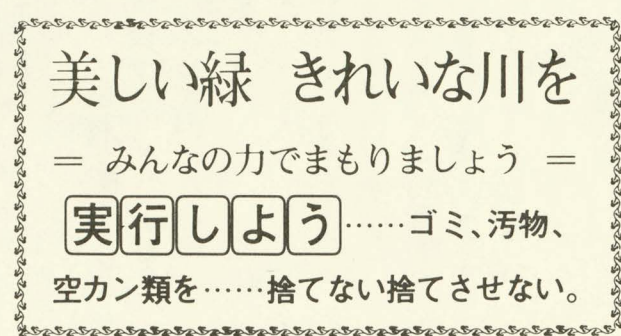 美しい緑 きれいな川を
＝ みんなの力でまもりましょう ＝
実行しよう……ゴミ、汚物、
空カン類を……捨てない捨てさせない。